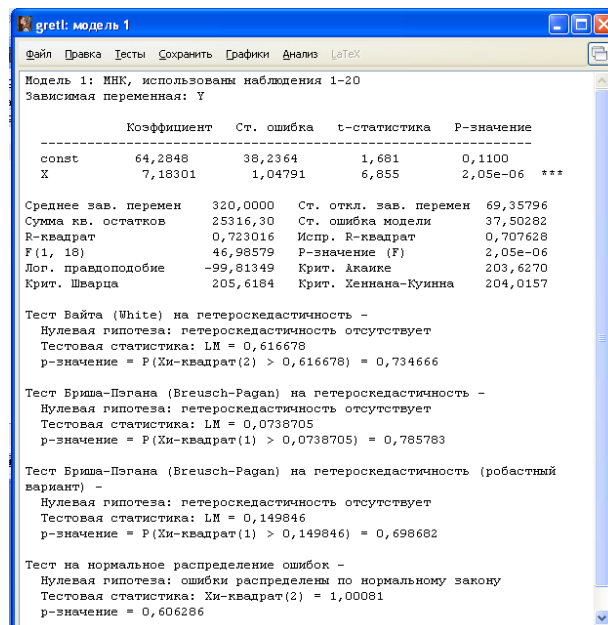 gretl: модель 1
Файл Правка Тесты Сохранить Графики Анализ LaTeX
Модель 1: МНК, использованы наблюдения 1-20
Зависимая переменная: Y
Коэффициент Ст. ошибка t-статистика P-значение
const 64,2848 38,2364 1,681 0,1100
X 7,18301 1,04791 6,855 2,05e-06 ***
Среднее зав. перемен 320,0000 Ст. откл. зав. перемен 69,35796
Сумма кв. остатков 25316,30 Ст. ошибка модели 37,50282
R-квадрат 0,723016 Испр. R-квадрат 0,707628
F(1, 18) 46,98579 P-значение (F) 2,05e-06
Лог. правдоподобие -99,81349 Крит. Акаике 203,6270
Крит. Шварца 205,6184 Крит. Хеннана-Куинна 204,0157
Тест Вайта (White) на гетероскедастичность -
Нулевая гипотеза: гетероскедастичность отсутствует
Тестовая статистика: LM = 0,616678
p-значение = P(Хи-квадрат(2) > 0,616678) = 0,734666
Тест Бриша-Пэгана (Breusch-Pagan) на гетероскедастичность -
Нулевая гипотеза: гетероскедастичность отсутствует
Тестовая статистика: LM = 0,0738705
p-значение = P(Хи-квадрат(1) > 0,0738705) = 0,785783
Тест Бриша-Пэгана (Breusch-Pagan) на гетероскедастичность (робастный
вариант) -
Нулевая гипотеза: гетероскедастичность отсутствует
Тестовая статистика: LM = 0,149846
p-значение = P(Хи-квадрат(1) > 0,149846) = 0,698682
Тест на нормальное распределение ошибок -
Нулевая гипотеза: ошибки распределены по нормальному закону
Тестовая статистика: Хи-квадрат(2) = 1,00081
p-значение = 0,606286